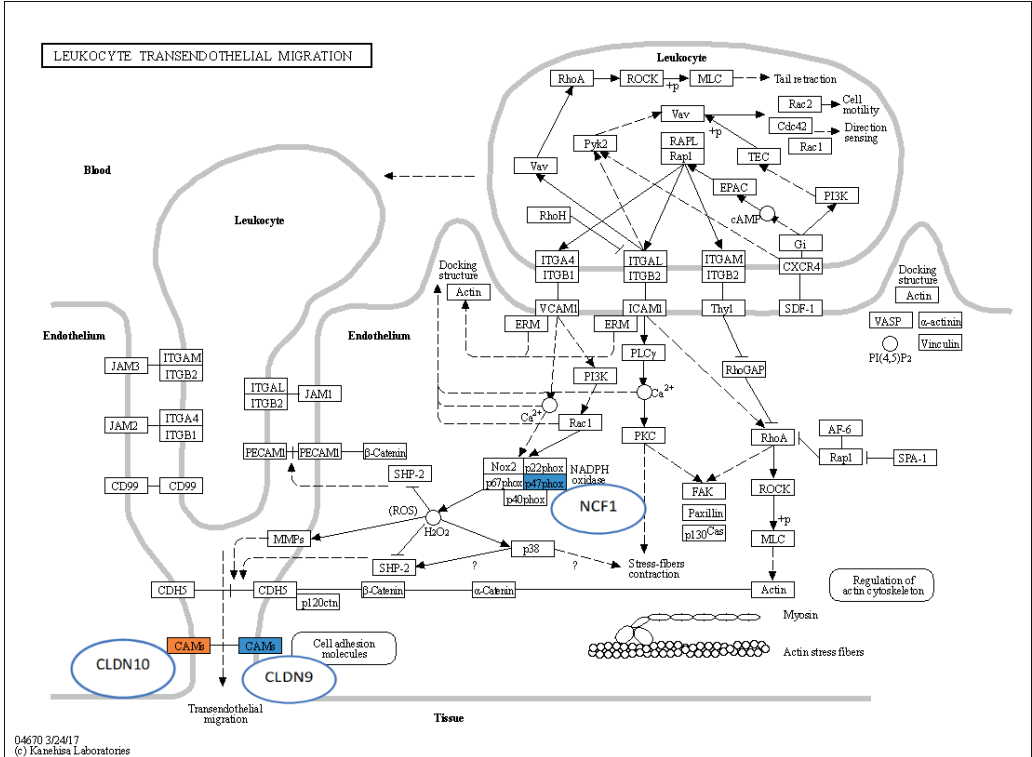 LEUKOCYTE TRANSENDOTHELIAL MIGRATION
Leukocyte
RhoA
ROCK
+p
MLC
Tail retraction
Vav
+p
Rac2
Cell
motility
Cdc42
Direction
sensing
Rac1
Pyk2
RAPL
Rap1
TEC
Vav
EPAC
PI3K
cAMP
RhoH
Gi
ITGA4
ITGB1
ITGAL
ITGB2
ITGAM
ITGB2
CXCR4
Blood
Leukocyte
Docking
structure
Actin
VCAM1
ICAM1
Thy1
SDF-1
ERM
ERM
Docking
structure
Actin
VASP
α-actinin
Vinculin
PI(4,5)P2
Endothelium
Endothelium
JAM3
ITGAM
ITGB2
ITGAL
ITGB2
JAM1
JAM2
ITGA4
ITGB1
PECAM1
PECAM1
β-Catenin
CD99
CD99
PLCγ
PI3K
Ca2+
Ca2+
Rac1
RhoGAP
PKC
RhoA
AF-6
Rap1
SPA-1
SHP-2
Nox2
p22phox
p67phox
p47phox
p40phox
NADPH
oxidase
NCF1
FAK
Paxillin
p130Cas
ROCK
+p
MLC
(ROS)
H2O2
MMPs
SHP-2
p38
?
?
Stress-fibers
contraction
CDH5
CDH5
p120ctn
β-Catenin
α-Catenin
Actin
Regulation of
actin cytoskeleton
Myosin
Actin stress fibers
CAMs
CAMs
Cell adhesion
molecules
CLDN10
CLDN9
Transendothelial
migration
Tissue
04670 3/24/17
(c) Kanehisa Laboratories